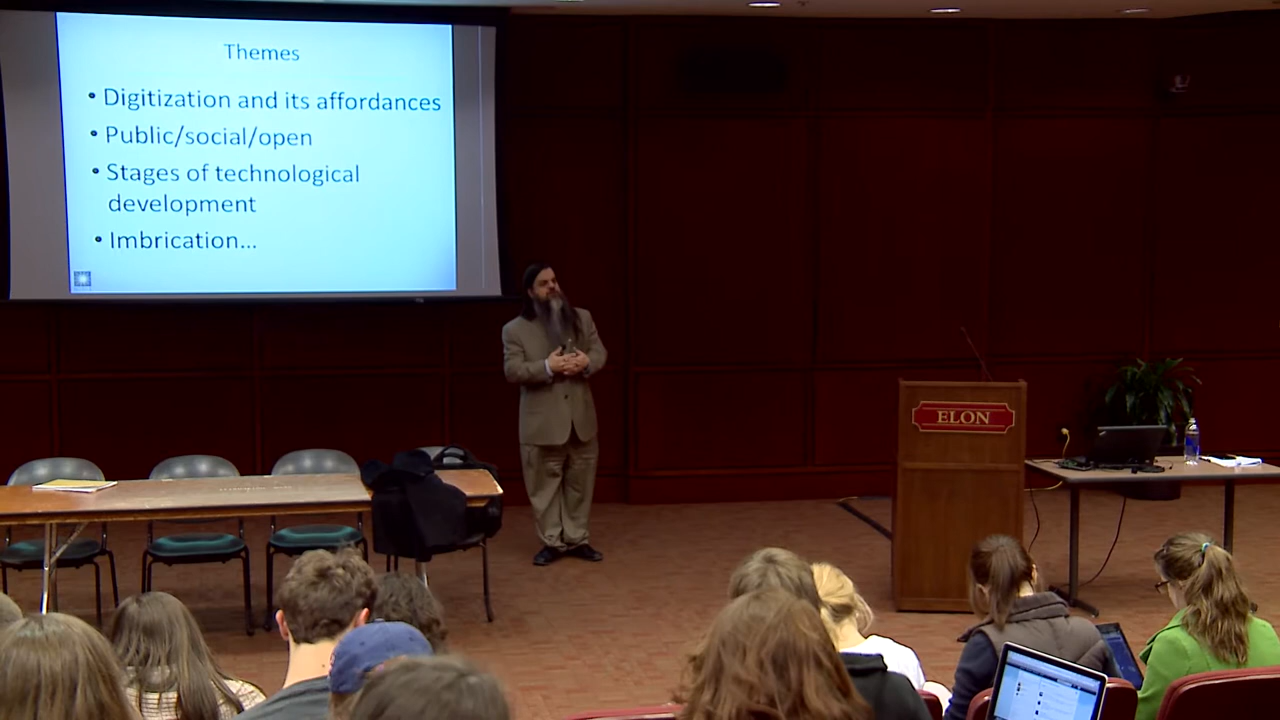 Themes
• Digitization and its affordances
• Public/social/open
• Stages of technological
development
• Imbrication...
ELON